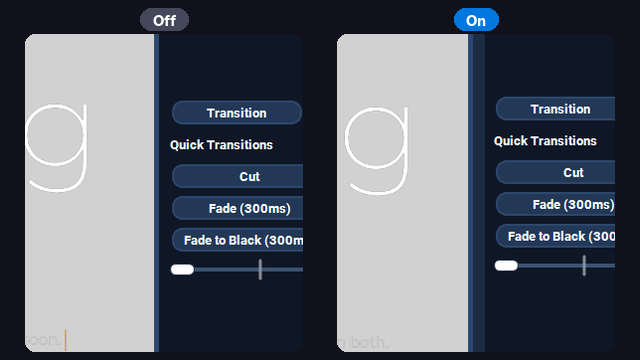 Off
g
Transition
Quick Transitions
Cut
Fade (300ms)
Fade to Black (300m
oon.
On
g
Transition
Quick Transitions
Cut
Fade (300ms)
Fade to Black (300
n both.